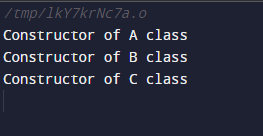 /tmp/lkY7krNc7a.o
Constructor of A class
Constructor of B class
Constructor of C class